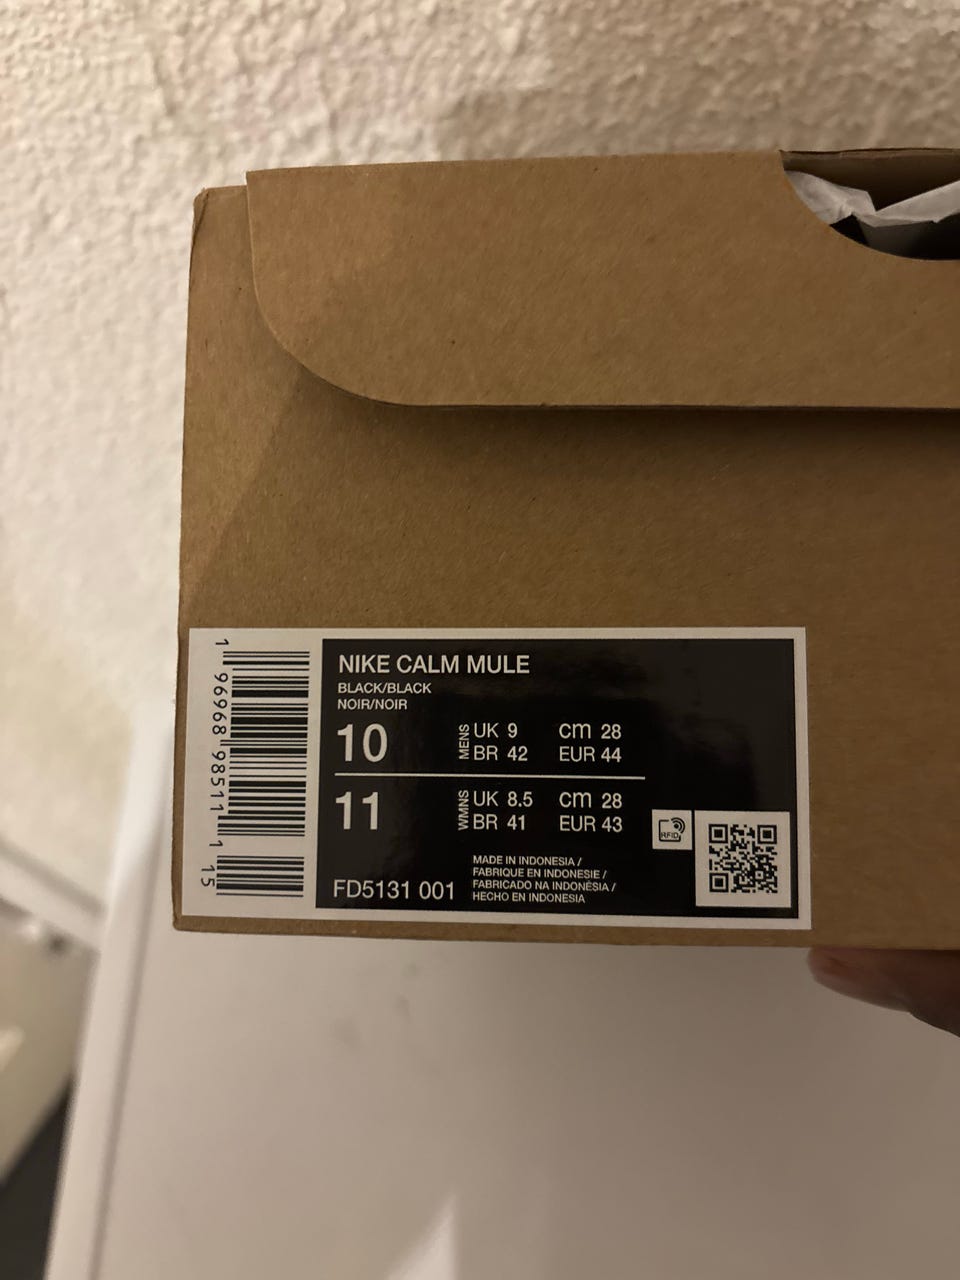 1 96968 98511 1 15
NIKE CALM MULE
BLACK/BLACK
NOIR/NOIR
10 MENS UK 9 cm 28
BR 42 EUR 44
11 WMNS UK 8.5 cm 28
BR 41 EUR 43
RFID
FD5131 001
MADE IN INDONESIA /
FABRIQUE EN INDONESIE /
FABRICADO NA INDONÉSIA /
HECHO EN INDONESIA